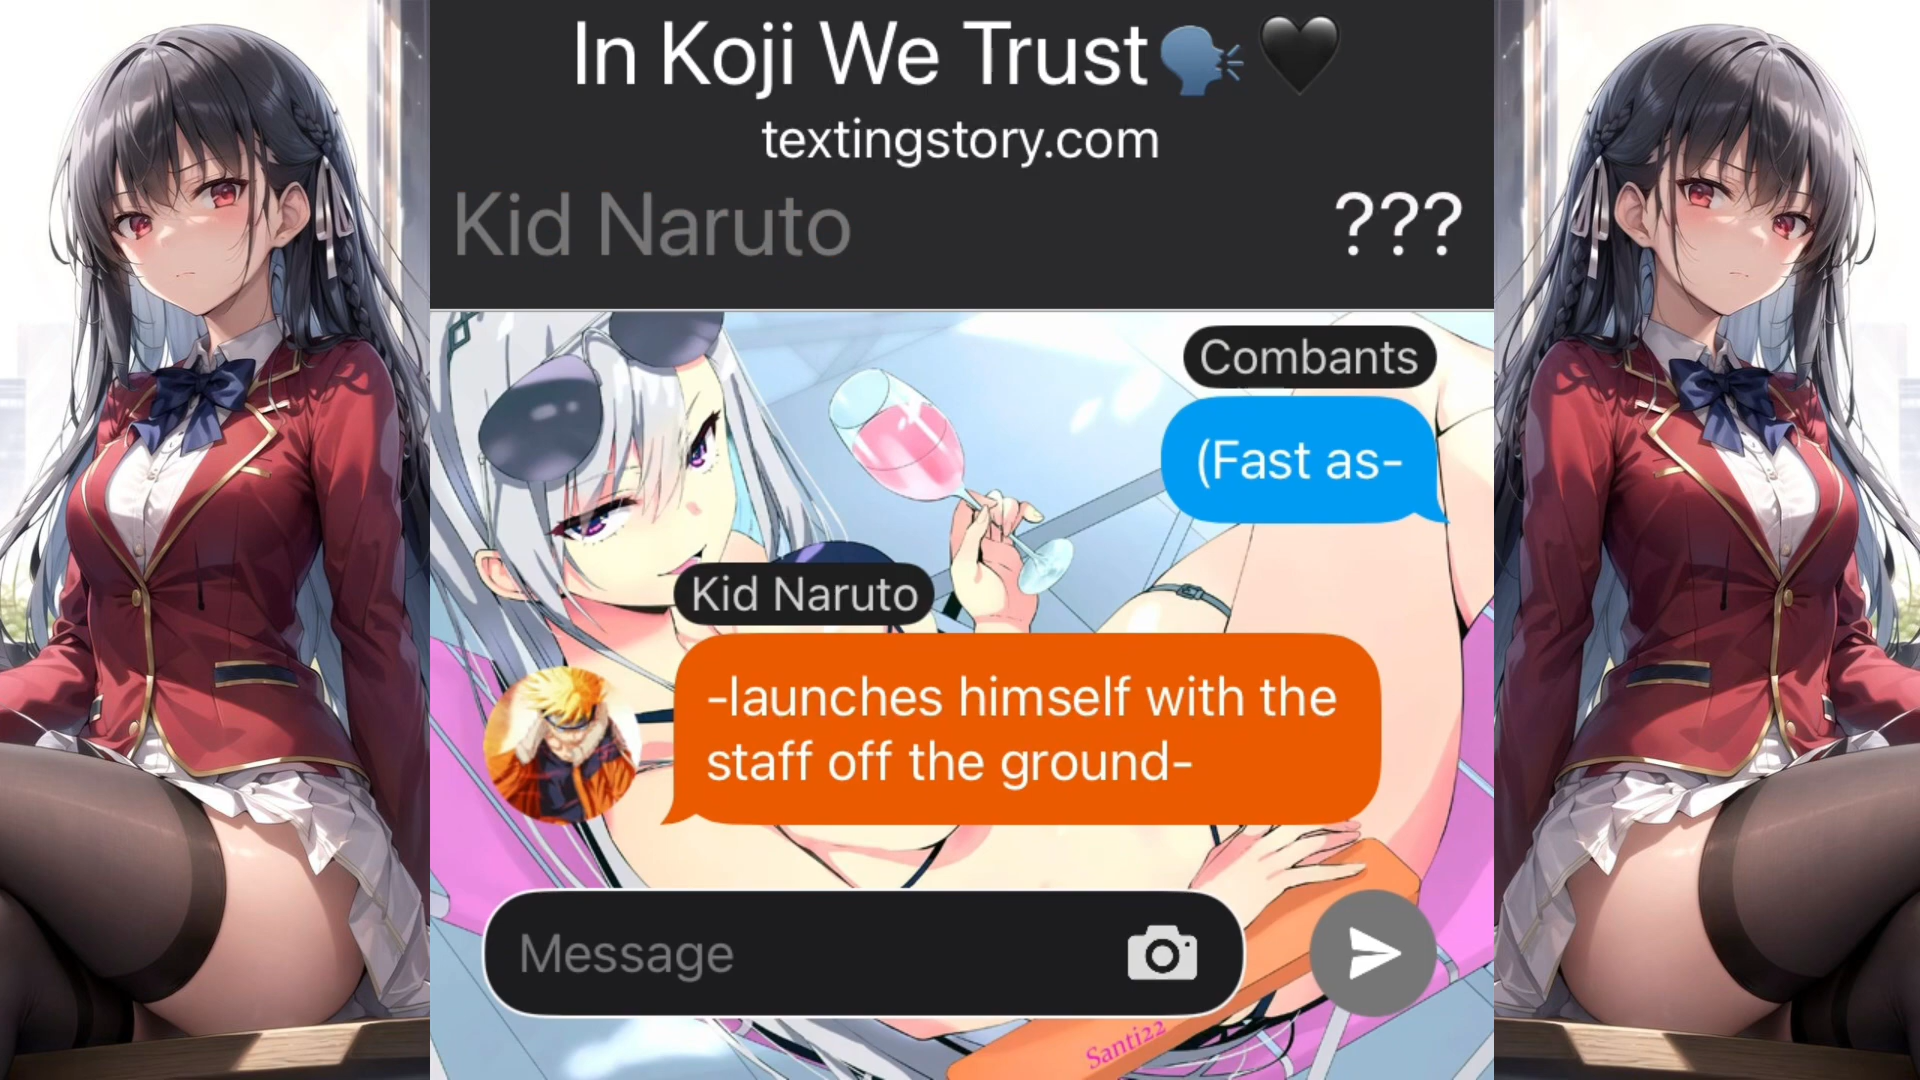 In Koji We Trust🗣️🖤
textingstory.com
Kid Naruto
???
Combants
(Fast as-
Kid Naruto
-launches himself with the
staff off the ground-
Message
Santi22